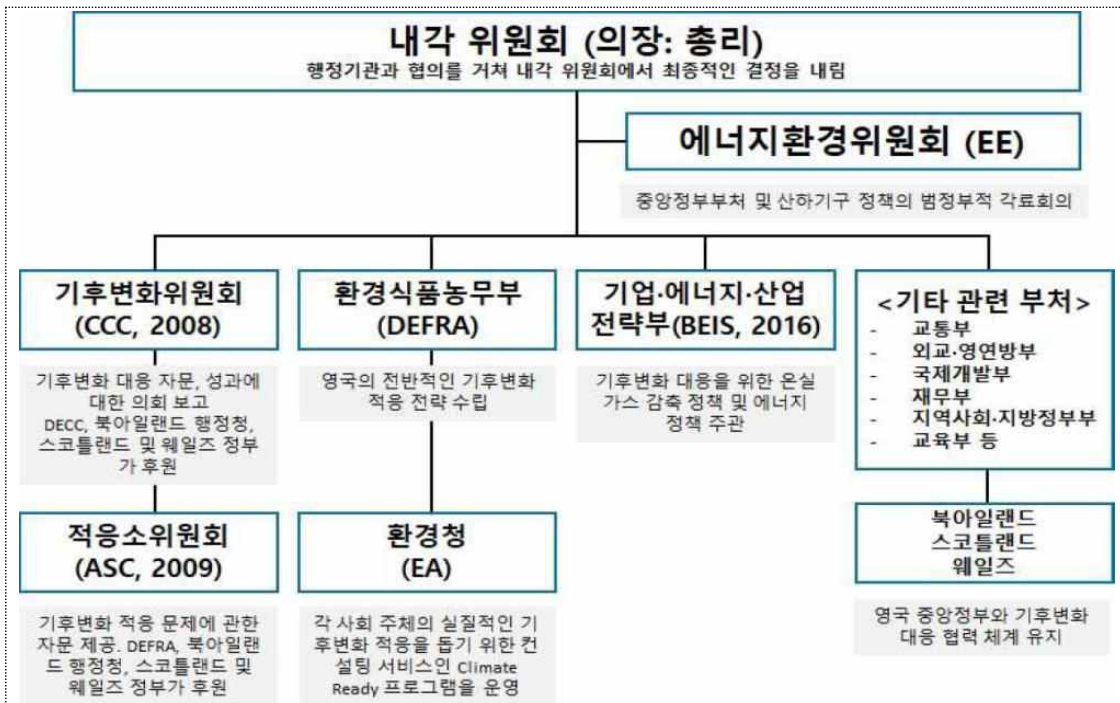 내각 위원회 (의장: 총리)
행정기관과 협의를 거쳐 내각 위원회에서 최종적인 결정을 내림
에너지환경위원회 (EE)
중앙정부부처 및 산하기구 정책의 범정부적 각료회의
기후변화위원회
(CCC, 2008)
기후변화 대응 자문, 성과에
대한 의회 보고
DECC, 북아일랜드 행정청,
스코틀랜드 및 웨일즈 정부
가 후원
적응소위원회
(ASC, 2009)
기후변화 적응 문제에 관한
자문 제공. DEFRA, 북아일랜
드 행정청, 스코틀랜드 및
웨일즈 정부가 후원
환경식품농무부
(DEFRA)
영국의 전반적인 기후변화
적응 전략 수립
환경청
(EA)
각 사회 주체의 실질적인 기
후변화 적응을 돕기 위한 컨
설팅 서비스인 Climate
Ready 프로그램을 운영
기업·에너지·산업
전략부(BEIS, 2016)
기후변화 대응을 위한 온실
가스 감축 정책 및 에너지
정책 주관
<기타 관련 부처>
- 교통부
- 외교·영연방부
- 국제개발부
- 재무부
- 지역사회·지방정부부
- 교육부 등
북아일랜드
스코틀랜드
웨일즈
영국 중앙정부와 기후변화
대응 협력 체계 유지